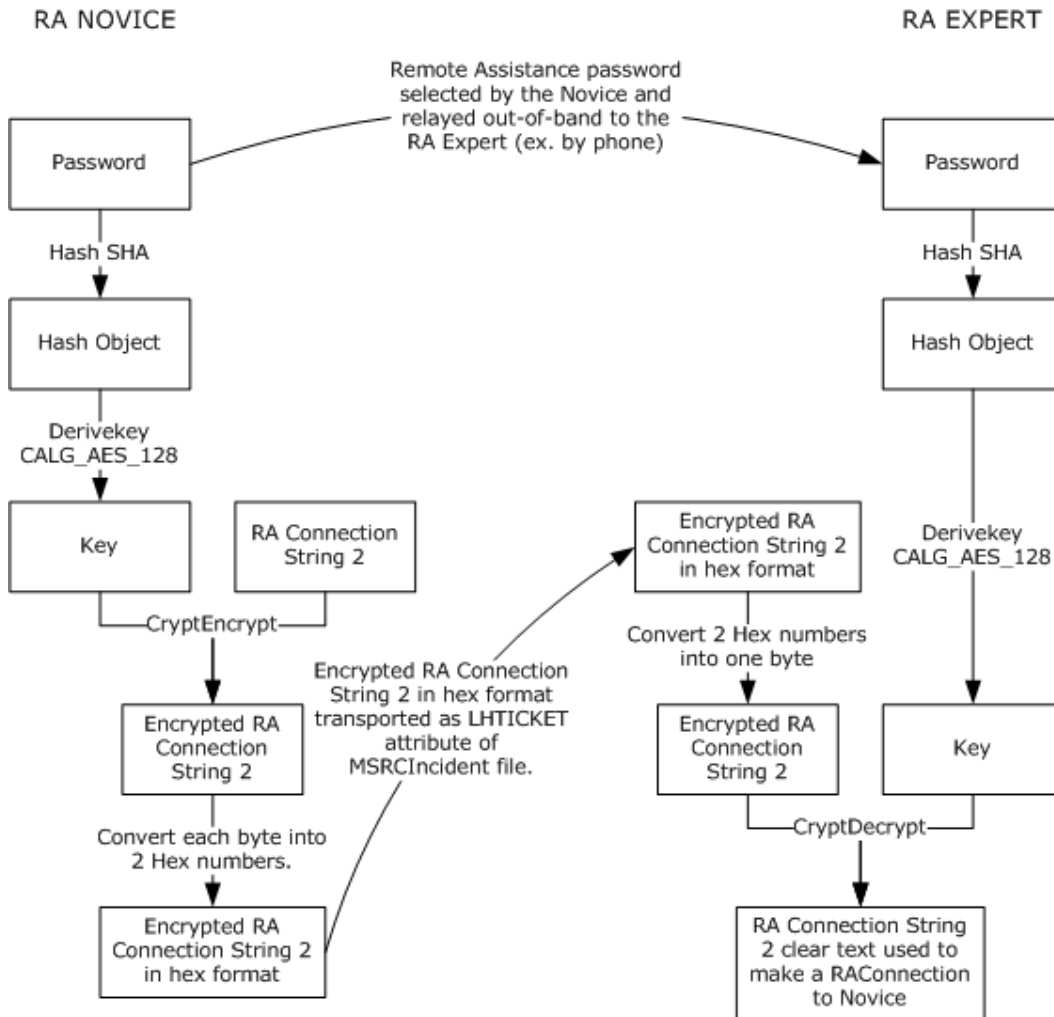 RA NOVICE
RA EXPERT
Remote Assistance password
selected by the Novice and
relayed out-of-band to the
RA Expert (ex. by phone)
Password
Password
Hash SHA
Hash SHA
Hash Object
Hash Object
Derivekey
CALG_AES_128
Key
RA Connection
String 2
Encrypted RA
Connection String 2
in hex format
Derivekey
CALG_AES_128
CryptEncrypt
Convert 2 Hex numbers
into one byte
Encrypted RA Connection
String 2 in hex format
transported as LHTICKET
attribute of
MSRCIncident file.
Encrypted RA
Connection
String 2
Encrypted RA
Connection
String 2
Key
CryptDecrypt
Convert each byte into
2 Hex numbers.
Encrypted RA
Connection String 2
in hex format
RA Connection String
2 clear text used to
make a RAConnection
to Novice